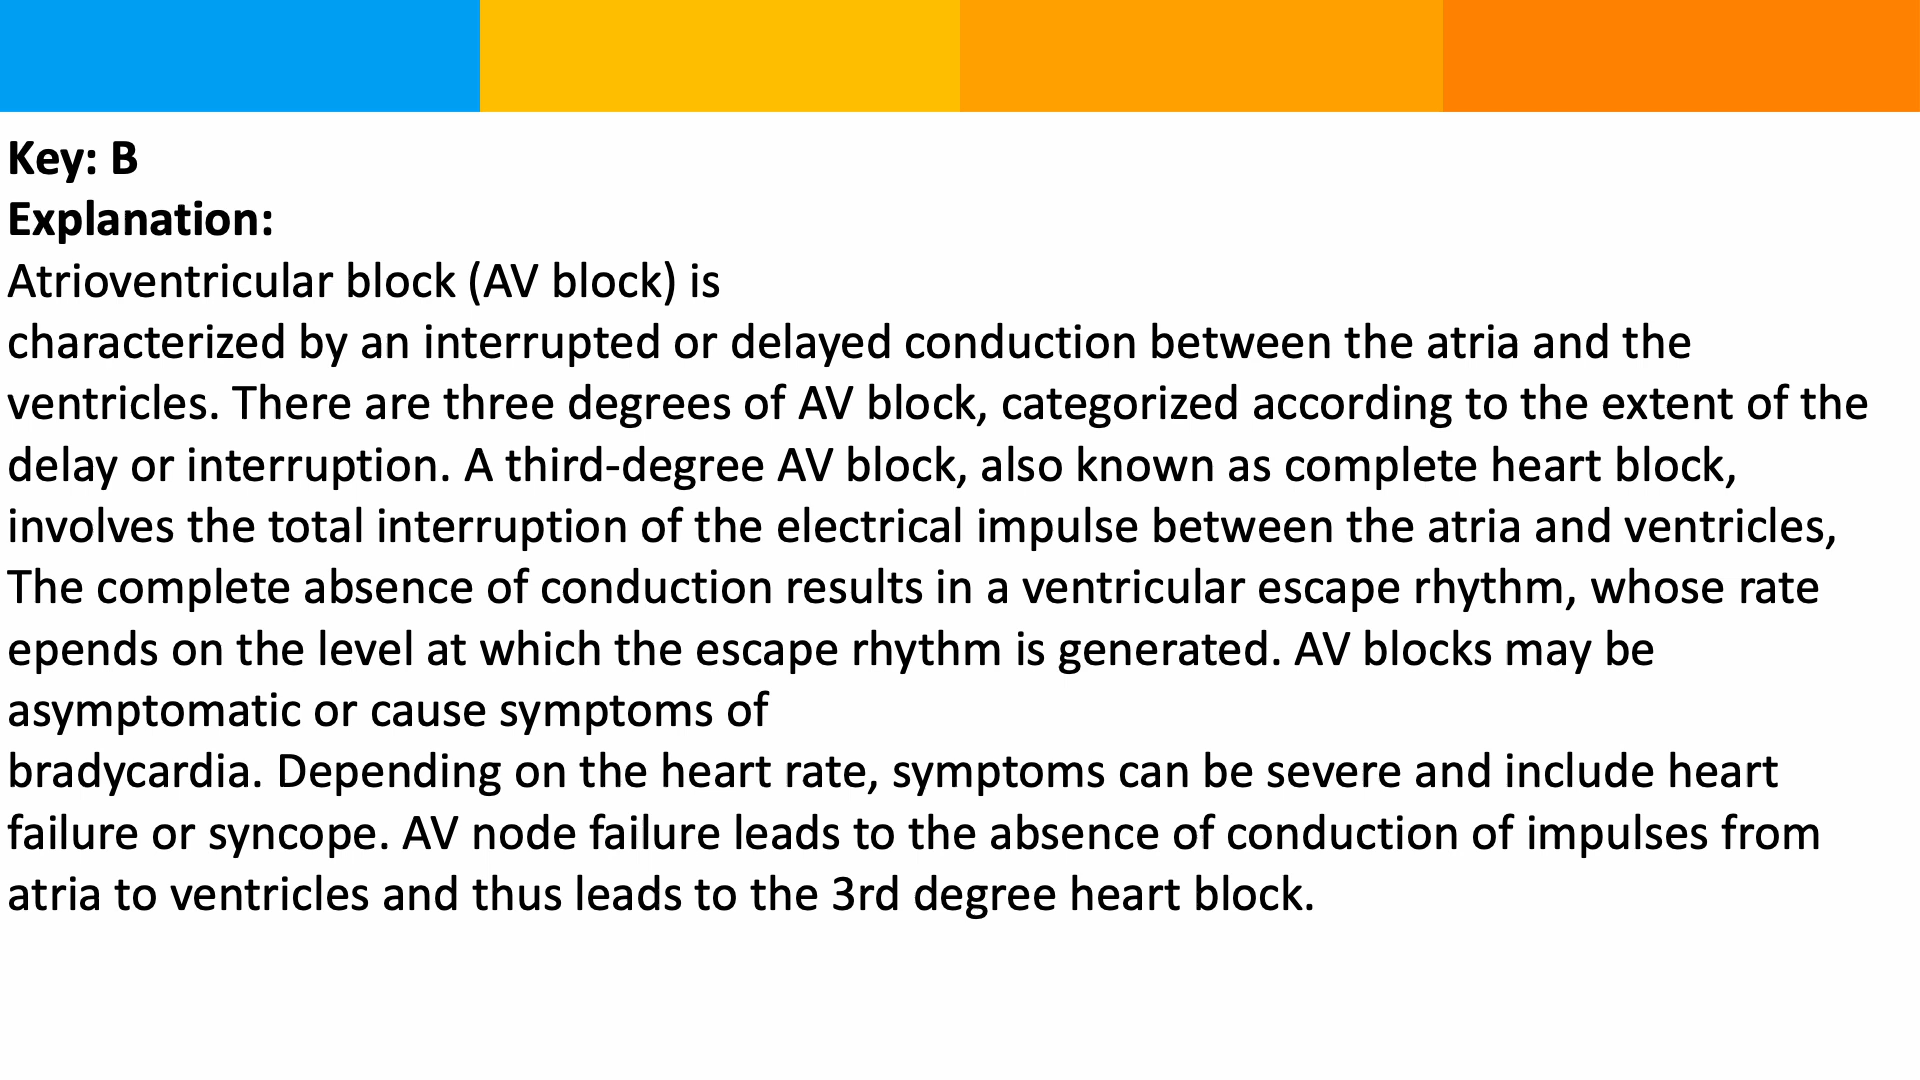 Key: B
Explanation:
Atrioventricular block (AV block) is
characterized by an interrupted or delayed conduction between the atria and the
ventricles. There are three degrees of AV block, categorized according to the extent of the
delay or interruption. A third-degree AV block, also known as complete heart block,
involves the total interruption of the electrical impulse between the atria and ventricles,
The complete absence of conduction results in a ventricular escape rhythm, whose rate
epends on the level at which the escape rhythm is generated. AV blocks may be
asymptomatic or cause symptoms of
bradycardia. Depending on the heart rate, symptoms can be severe and include heart
failure or syncope. AV node failure leads to the absence of conduction of impulses from
atria to ventricles and thus leads to the 3rd degree heart block.